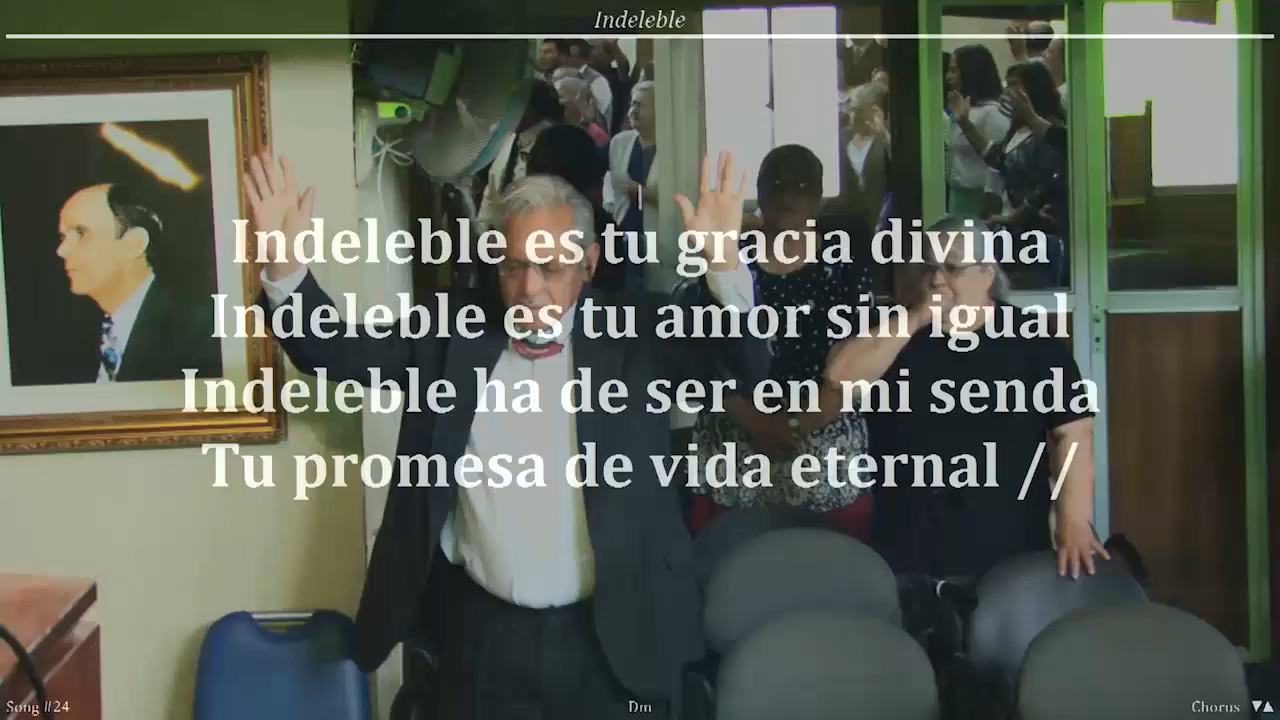 Indeleble
Indeleble es tu gracia divina
Indeleble es tu amor sin igual
Indeleble ha de ser en mi senda
Tu promesa de vida eternal //
Song #24
Dm
Chorus ▼▲